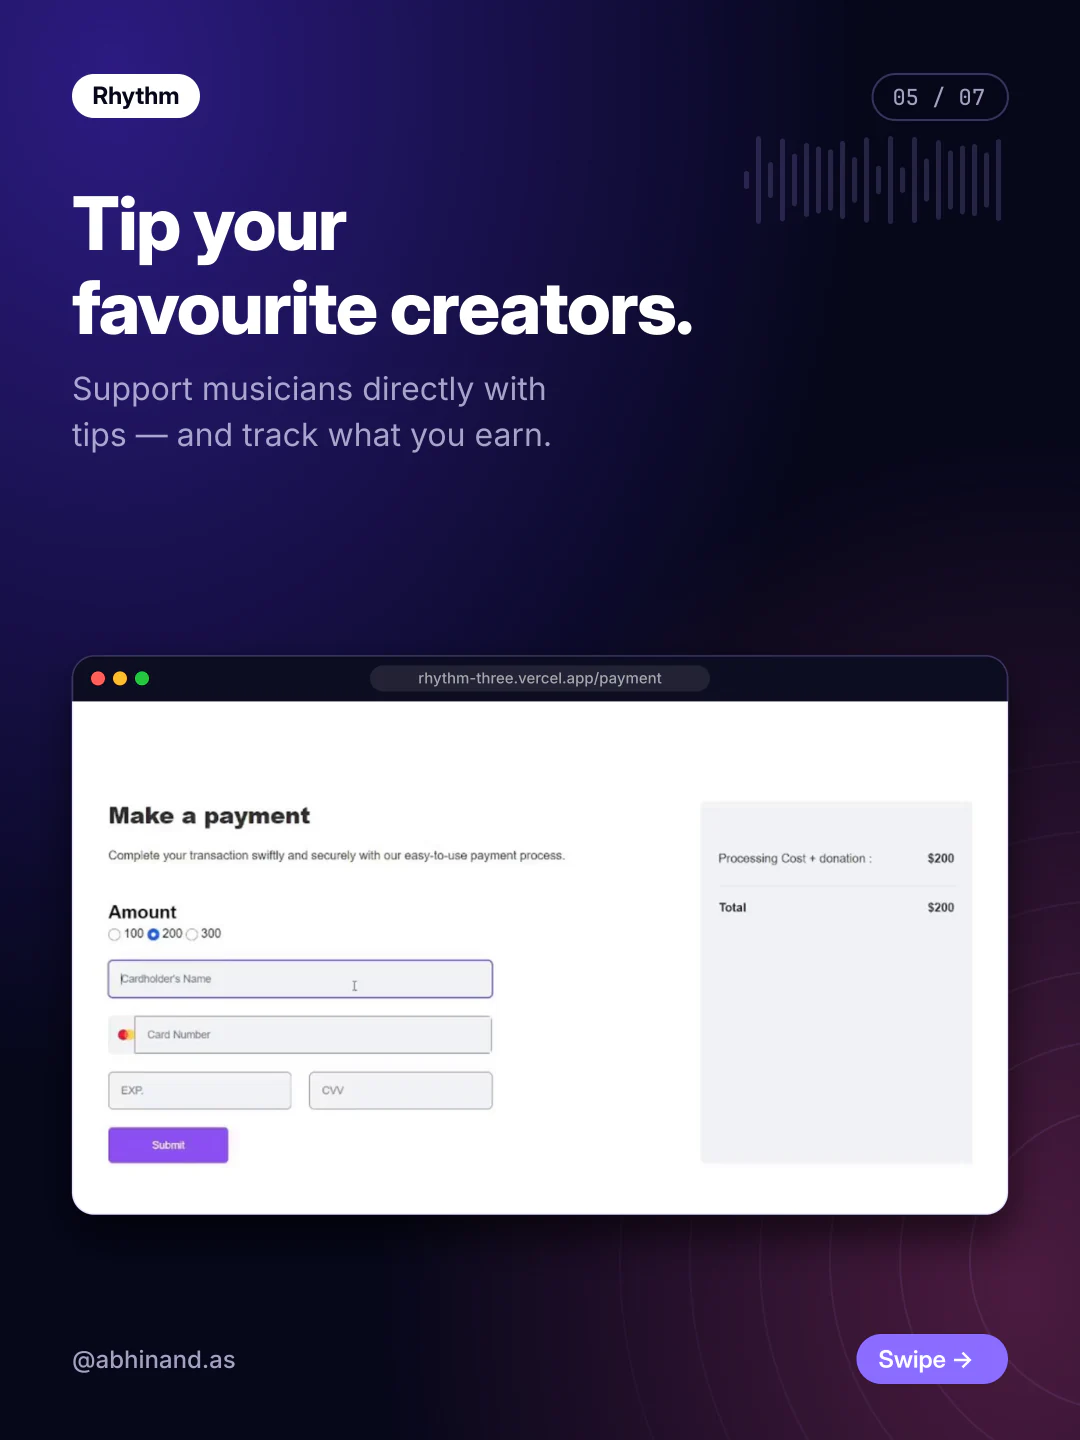 Rhythm
05 / 07
Tip your
favourite creators.
Support musicians directly with
tips — and track what you earn.
rhythm-three.vercel.app/payment
Make a payment
Complete your transaction swiftly and securely with our easy-to-use payment process.
Amount
100 200 300
Cardholder's Name
Card Number
EXP.
CVV
Submit
Processing Cost + donation : $200
Total $200
@abhinand.as
Swipe →